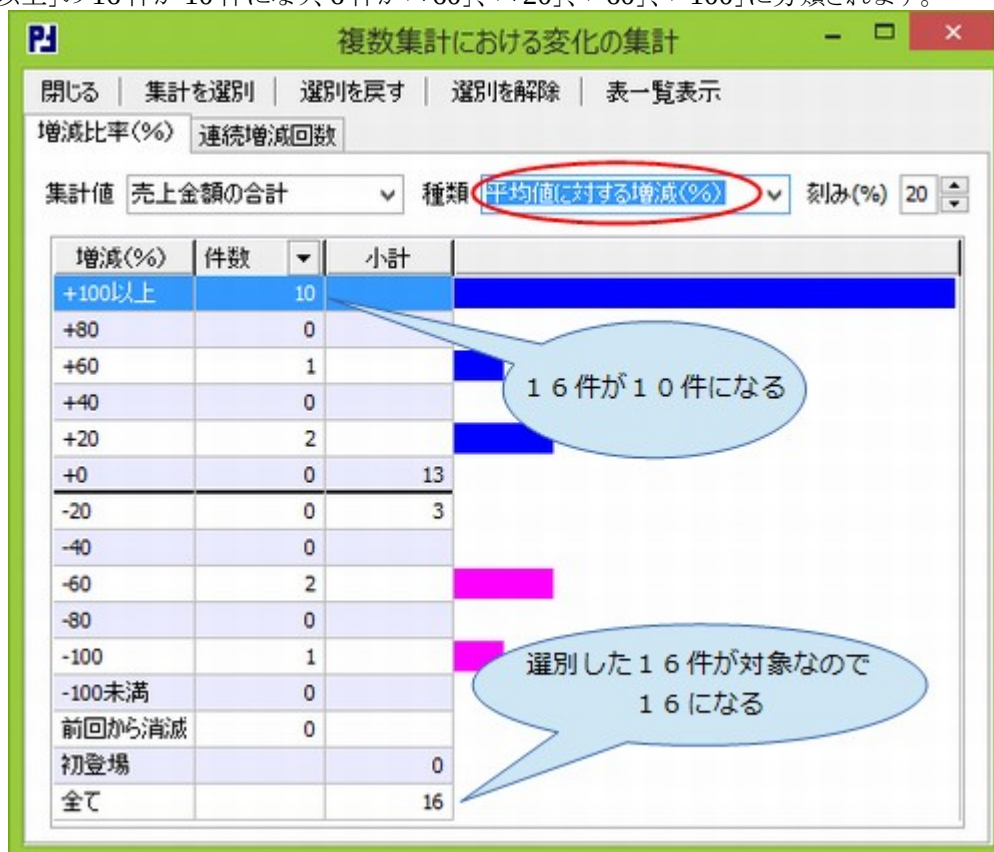 複数集計における変化の集計
閉じる | 集計を選別 | 選別を戻す | 選別を解除 | 表一覧表示
増減比率(%) 連続増減回数
集計値 売上金額の合計 種類 平均値に対する増減(%) 刻み(%) 20
増減(%) 件数 小計
+100以上 10
+80 0
+60 1
+40 0
+20 2
+0 0 13
-20 0 3
-40 0
-60 2
-80 0
-100 1
-100未満 0
前回から消滅 0
初登場 0
全て 16
16件が10件になる
選別した16件が対象なので
16になる